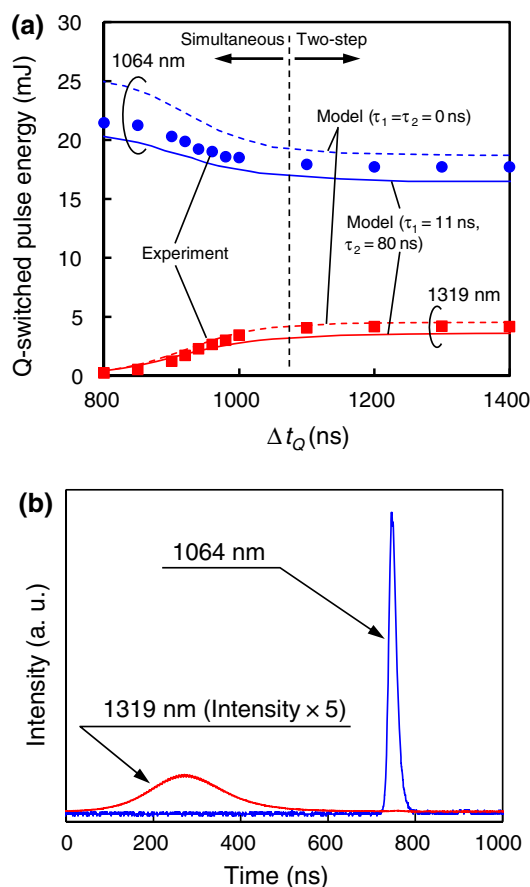 (a)
30
25
20
15
10
5
0
Q-switched pulse energy (mJ)
1064 nm
Simultaneous
Two-step
Model (τ1 = τ2 = 0 ns)
Model (τ1 = 11 ns,
τ2 = 80 ns)
Experiment
1319 nm
800
1000
1200
1400
ΔtQ (ns)
(b)
Intensity (a. u.)
1064 nm
1319 nm (Intensity × 5)
0
200
400
600
800
1000
Time (ns)